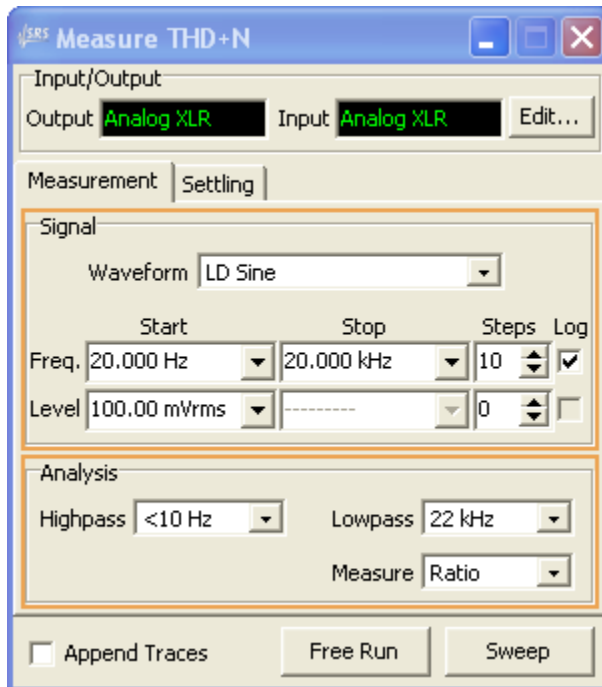 SRS Measure THD+N
Input/Output
Output Analog XLR Input Analog XLR Edit...
Measurement Settling
Signal
Waveform LD Sine
Start Stop Steps Log
Freq. 20.000 Hz 20.000 kHz 10
Level 100.00 mVrms --------- 0
Analysis
Highpass <10 Hz Lowpass 22 kHz
Measure Ratio
Append Traces Free Run Sweep